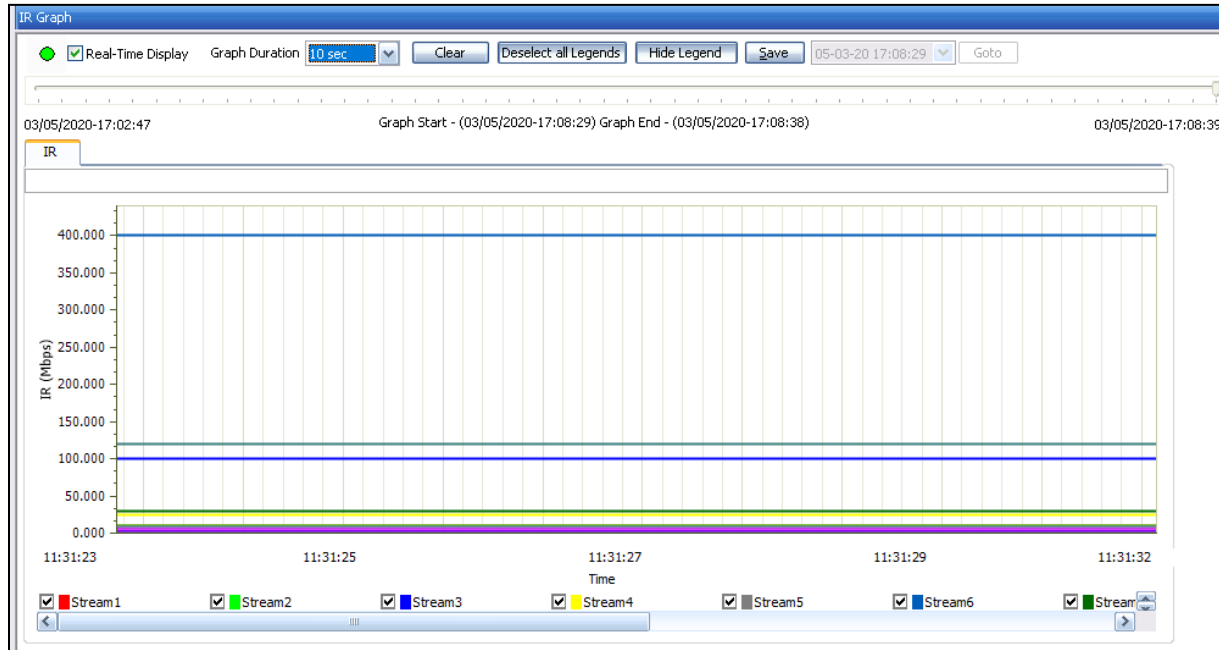 IR Graph
Real-Time Display Graph Duration 10 sec Clear Deselect all Legends Hide Legend Save 05-03-20 17:08:29 Goto
03/05/2020-17:02:47 Graph Start - (03/05/2020-17:08:29) Graph End - (03/05/2020-17:08:38) 03/05/2020-17:08:39
IR
400.000
350.000
300.000
250.000
200.000
150.000
100.000
50.000
0.000
IR (Mbps)
11:31:23 11:31:25 11:31:27 11:31:29 11:31:32
Time
Stream1 Stream2 Stream3 Stream4 Stream5 Stream6 Stream